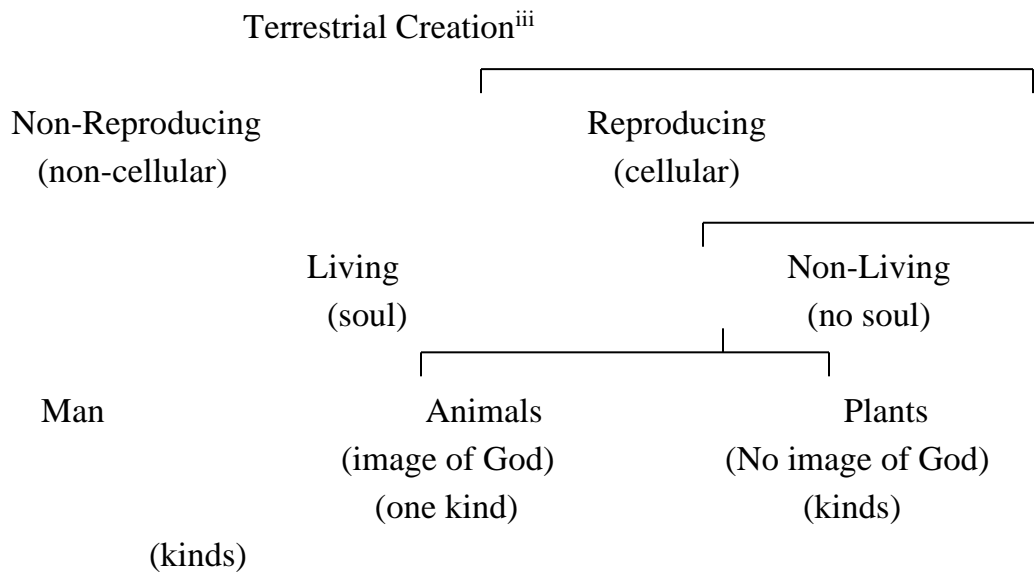 Terrestrial Creationiii
Non-Reproducing Reproducing
(non-cellular) (cellular)
Living Non-Living
(soul) (no soul)
Man Animals Plants
(image of God) (No image of God)
(one kind) (kinds)
(kinds)